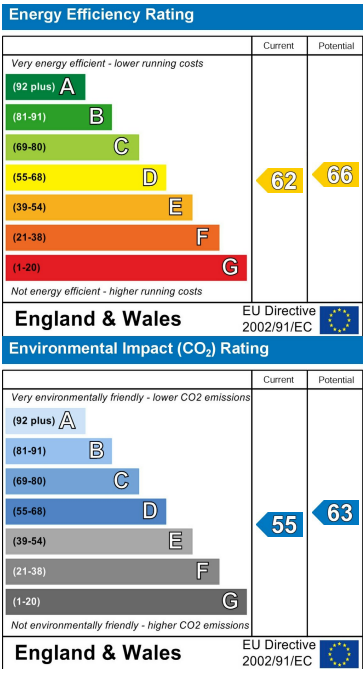 Energy Efficiency Rating
Current Potential
Very energy efficient - lower running costs
(92 plus) A
(81-91) B
(69-80) C
(55-68) D
(39-54) E
(21-38) F
(1-20) G
62 66
Not energy efficient - higher running costs
England & Wales
EU Directive
2002/91/EC
Environmental Impact (CO₂) Rating
Current Potential
Very environmentally friendly - lower CO2 emissions
(92 plus) A
(81-91) B
(69-80) C
(55-68) D
(39-54) E
(21-38) F
(1-20) G
55 63
Not environmentally friendly - higher CO2 emissions
England & Wales
EU Directive
2002/91/EC